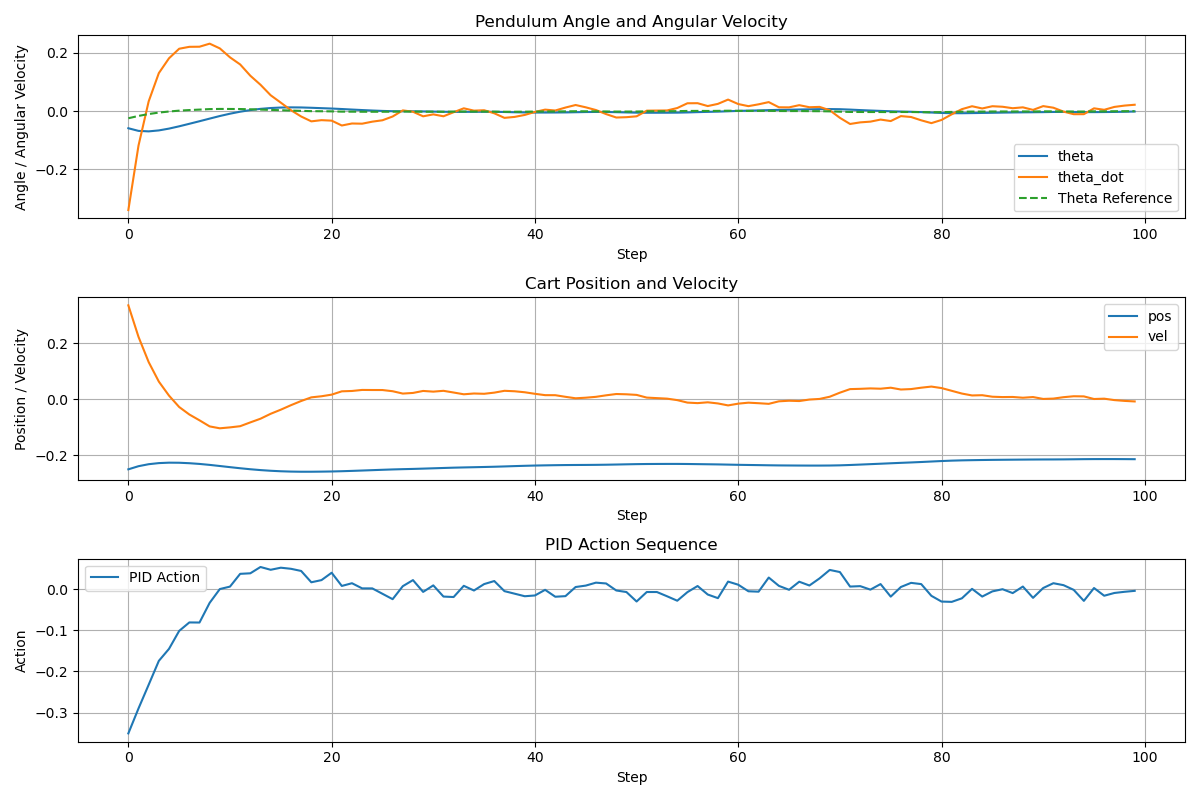 Pendulum Angle and Angular Velocity
Angle / Angular Velocity
0.2
0.0
−0.2
theta
theta_dot
Theta Reference
0 20 40 60 80 100
Step
Cart Position and Velocity
Position / Velocity
0.2
0.0
−0.2
pos
vel
0 20 40 60 80 100
Step
PID Action Sequence
Action
0.0
−0.1
−0.2
−0.3
PID Action
0 20 40 60 80 100
Step